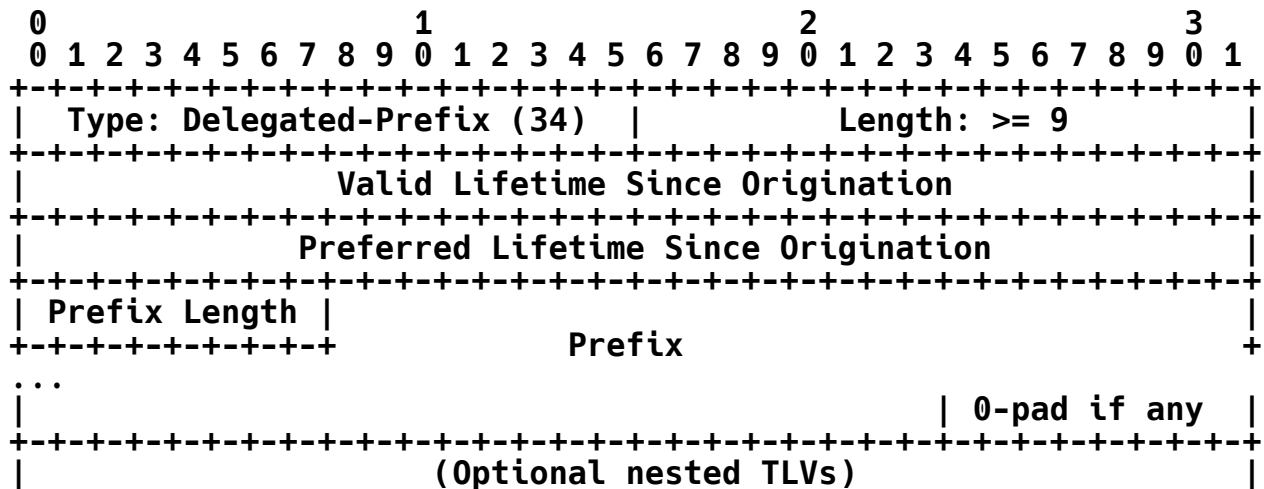 0                   1                   2                   3
 0 1 2 3 4 5 6 7 8 9 0 1 2 3 4 5 6 7 8 9 0 1 2 3 4 5 6 7 8 9 0 1
+-+-+-+-+-+-+-+-+-+-+-+-+-+-+-+-+-+-+-+-+-+-+-+-+-+-+-+-+-+-+-+-+
|  Type: Delegated-Prefix (34)  |          Length: >= 9         |
+-+-+-+-+-+-+-+-+-+-+-+-+-+-+-+-+-+-+-+-+-+-+-+-+-+-+-+-+-+-+-+-+
|                Valid Lifetime Since Origination               |
+-+-+-+-+-+-+-+-+-+-+-+-+-+-+-+-+-+-+-+-+-+-+-+-+-+-+-+-+-+-+-+-+
|              Preferred Lifetime Since Origination             |
+-+-+-+-+-+-+-+-+-+-+-+-+-+-+-+-+-+-+-+-+-+-+-+-+-+-+-+-+-+-+-+-+
| Prefix Length |                                               |
+-+-+-+-+-+-+-+-+            Prefix                             +
...
|                                               | 0-pad if any  |
+-+-+-+-+-+-+-+-+-+-+-+-+-+-+-+-+-+-+-+-+-+-+-+-+-+-+-+-+-+-+-+-+
|                     (Optional nested TLVs)                    |